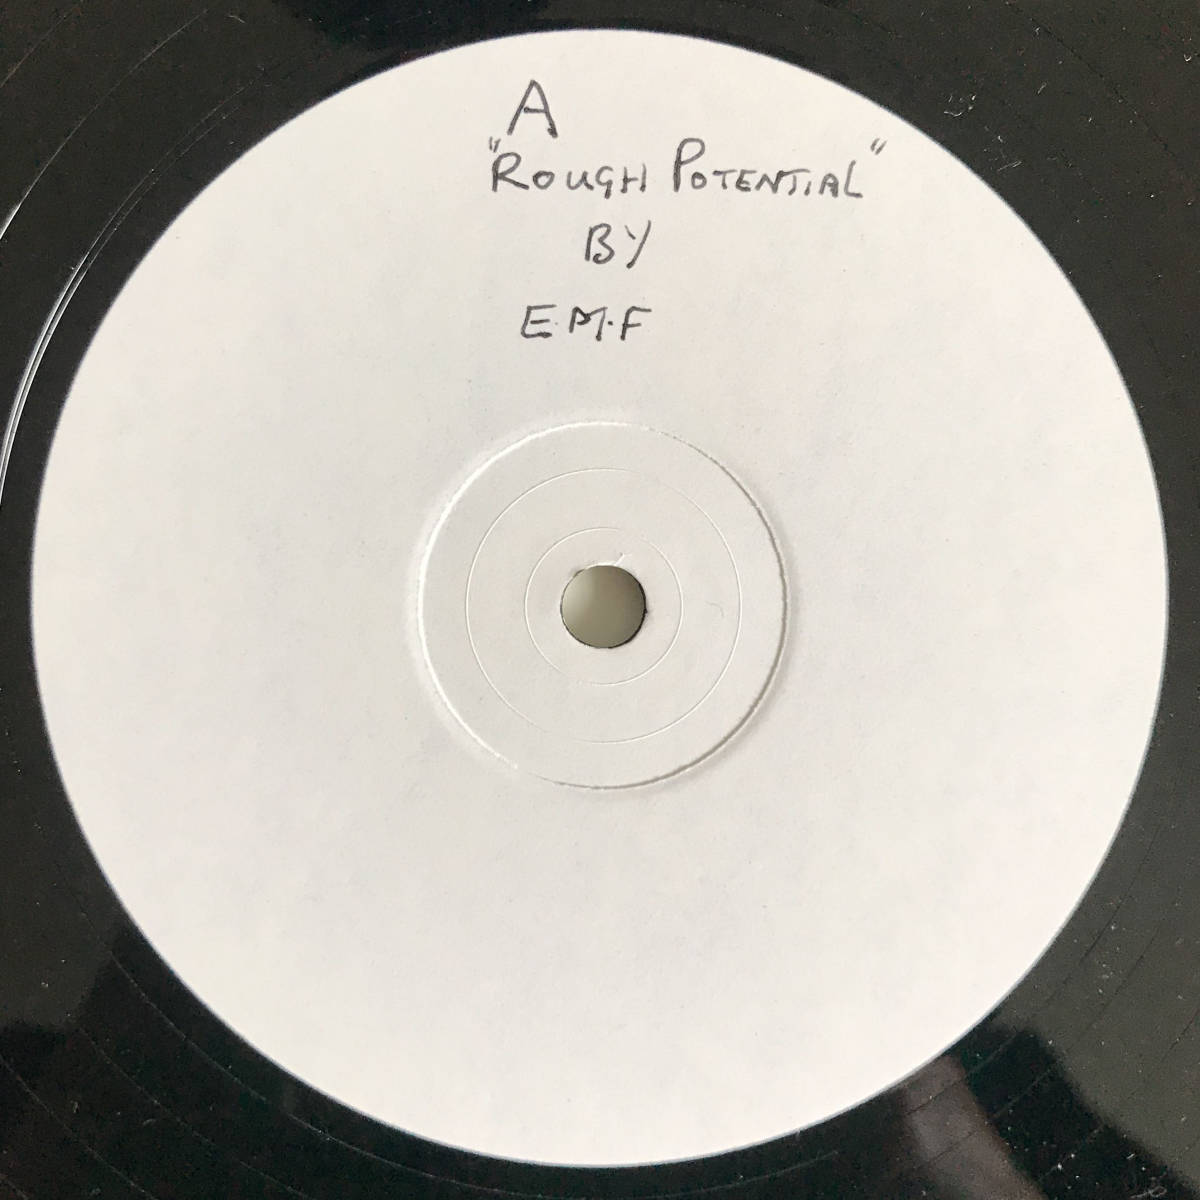 A
"ROUGH POTENTIAL"
BY
E.M.F